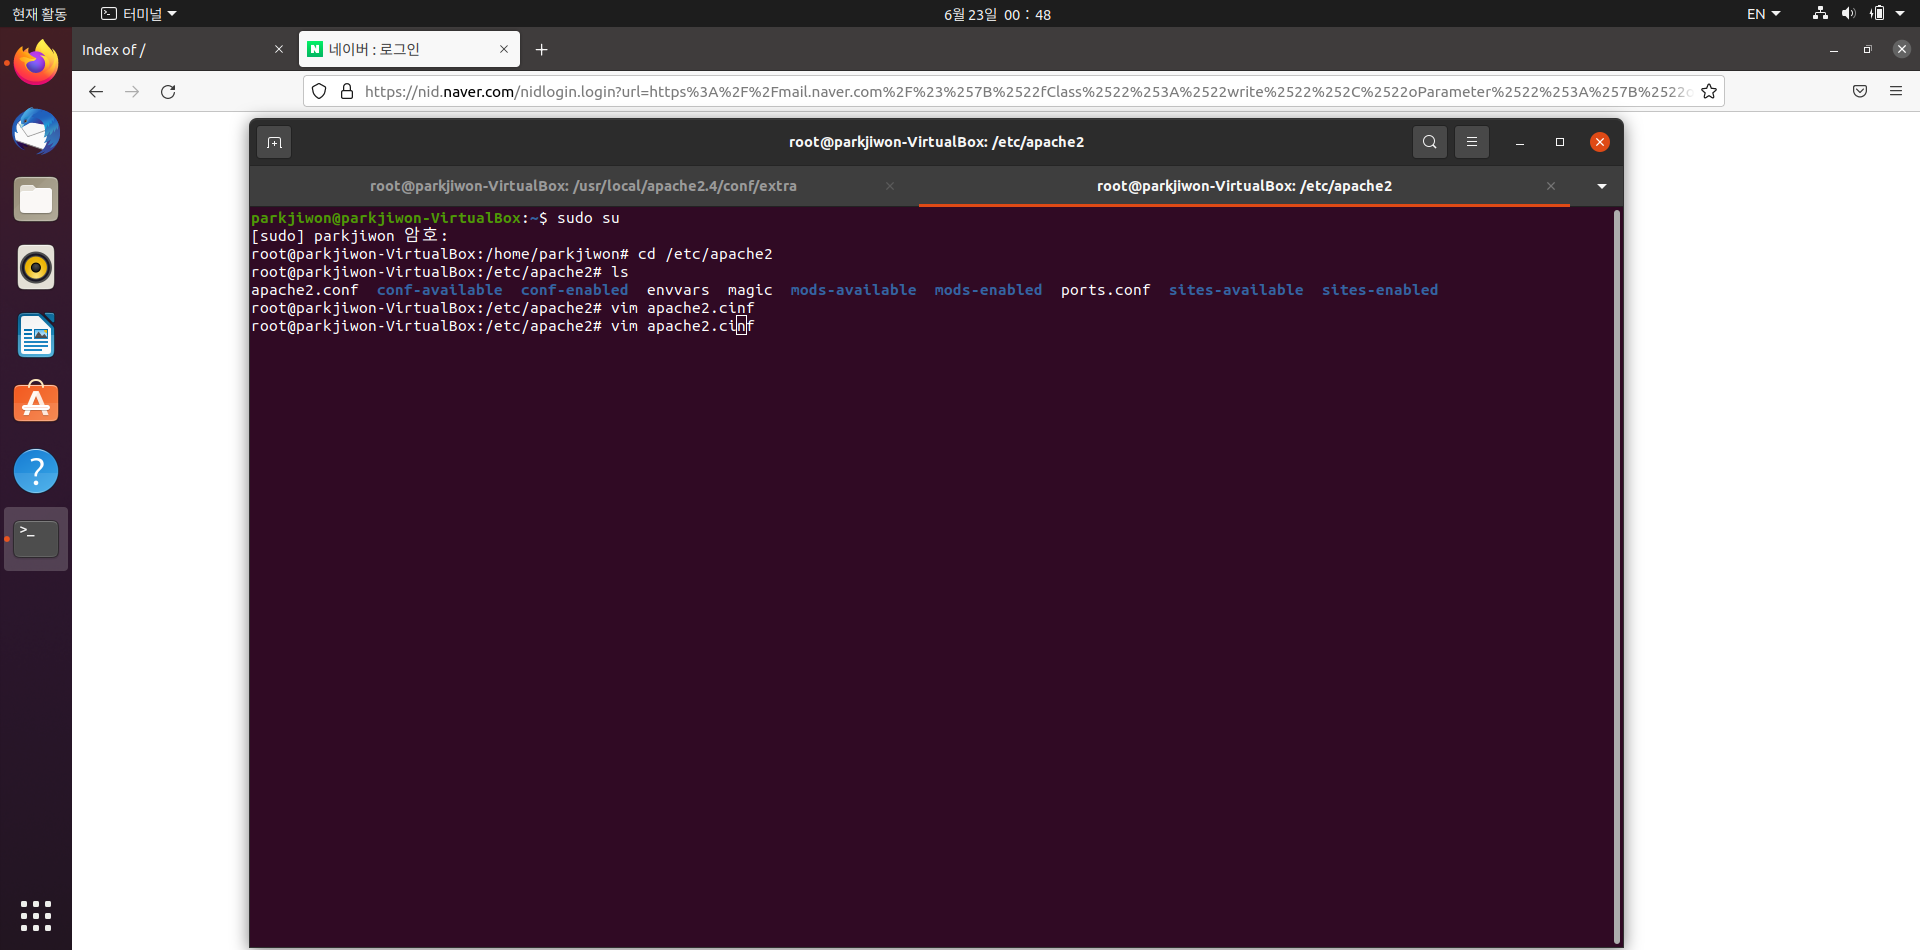 현재 활동 터미널 6월 23일 00 : 48 EN
Index of / 네이버 : 로그인
https://nid.naver.com/nidlogin.login?url=https%3A%2F%2Fmail.naver.com%2F%23%257B%2522fClass%2522%253A%2522write%2522%252C%2522oParameter%2522%253A%257B%2522o
root@parkjiwon-VirtualBox: /etc/apache2
root@parkjiwon-VirtualBox: /usr/local/apache2.4/conf/extra root@parkjiwon-VirtualBox: /etc/apache2
parkjiwon@parkjiwon-VirtualBox:~$ sudo su
[sudo] parkjiwon 암호:
root@parkjiwon-VirtualBox:/home/parkjiwon# cd /etc/apache2
root@parkjiwon-VirtualBox:/etc/apache2# ls
apache2.conf conf-available conf-enabled envvars magic mods-available mods-enabled ports.conf sites-available sites-enabled
root@parkjiwon-VirtualBox:/etc/apache2# vim apache2.cinf
root@parkjiwon-VirtualBox:/etc/apache2# vim apache2.cinf